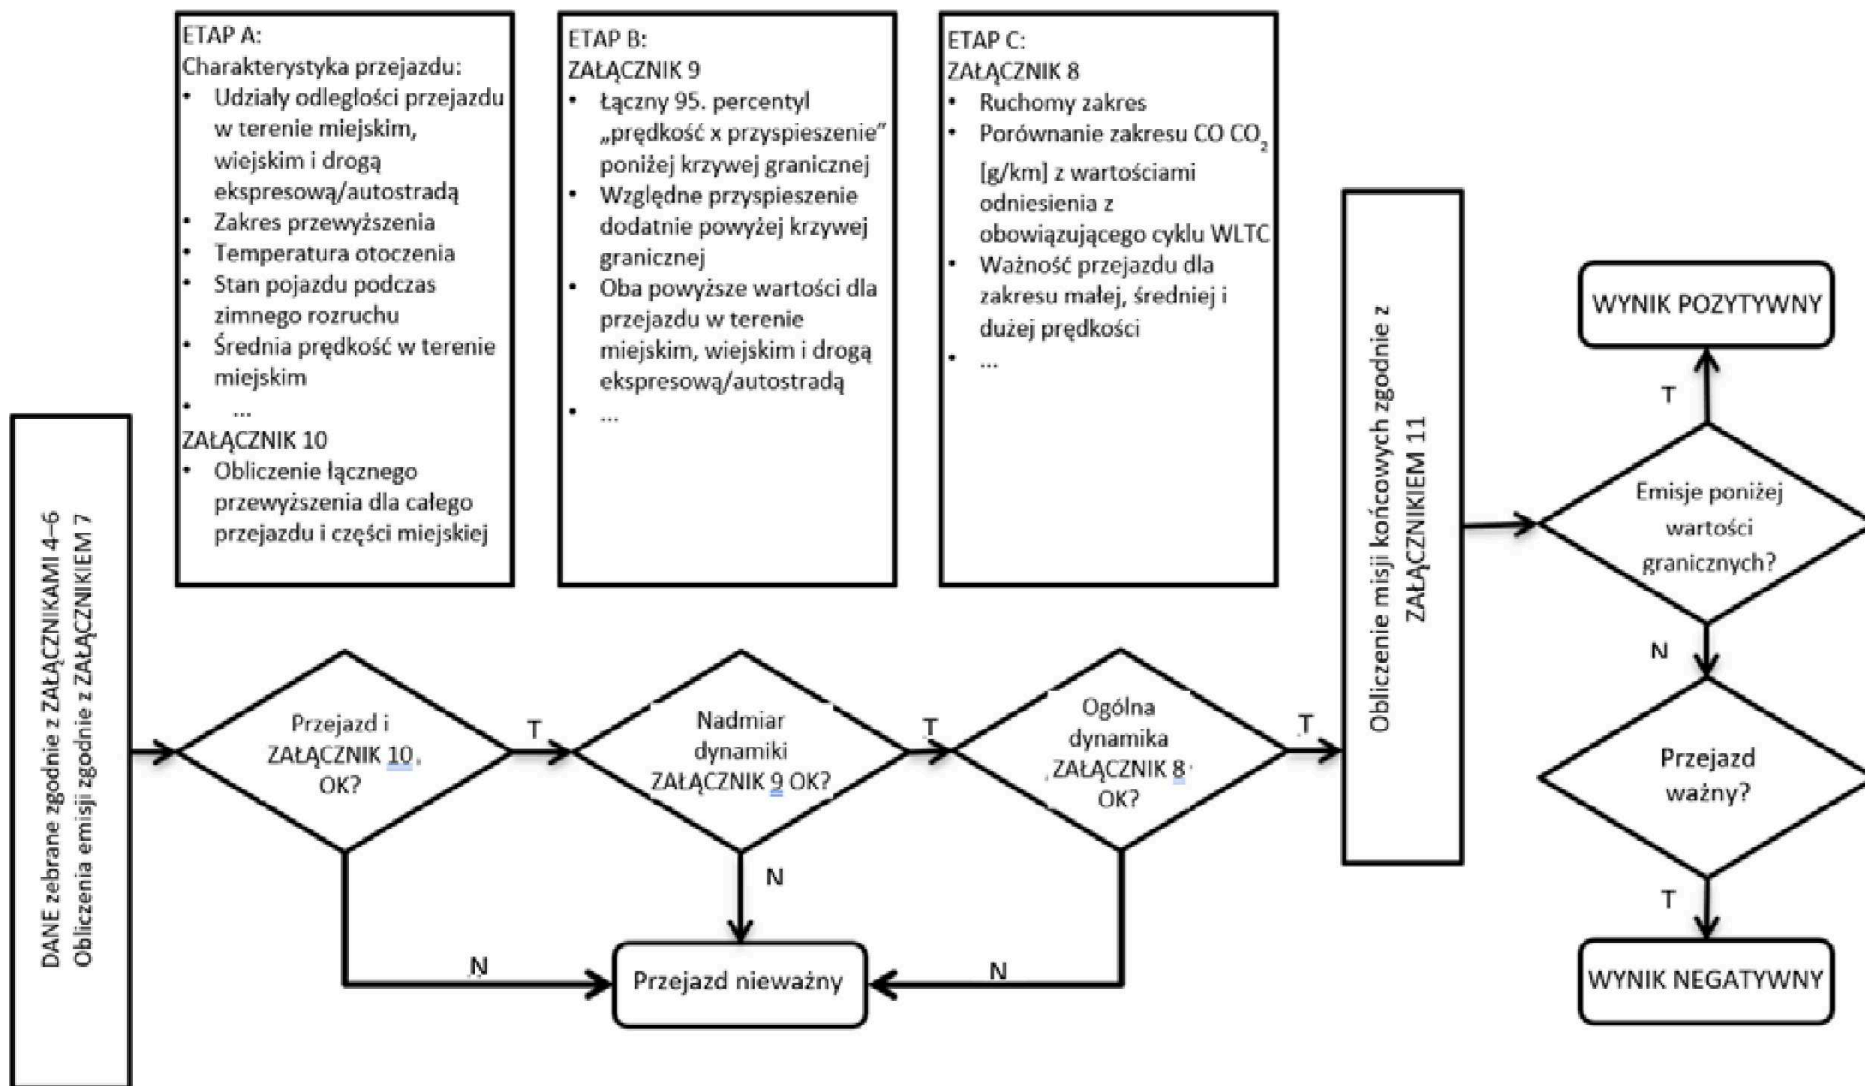 DANE zebrane zgodnie z ZAŁĄCZNIKAMI 4–6
Obliczenia emisji zgodnie z ZAŁĄCZNIKIEM 7
ETAP A:
Charakterystyka przejazdu:
• Udziały odległości przejazdu
w terenie miejskim,
wiejskim i drogą
ekspresową/autostradą
• Zakres przewyższenia
• Temperatura otoczenia
• Stan pojazdu podczas
zimnego rozruchu
• Średnia prędkość w terenie
miejskim
• ...
ZAŁĄCZNIK 10
• Obliczenie łącznego
przewyższenia dla całego
przejazdu i części miejskiej
ETAP B:
ZAŁĄCZNIK 9
• Łączny 95. percentyl
„prędkość x przyspieszenie”
poniżej krzywej granicznej
• Względne przyspieszenie
dodatnie powyżej krzywej
granicznej
• Oba powyższe wartości dla
przejazdu w terenie
miejskim, wiejskim i drogą
ekspresową/autostradą
• ...
ETAP C:
ZAŁĄCZNIK 8
• Ruchomy zakres
• Porównanie zakresu CO CO₂
[g/km] z wartościami
odniesienia z
obowiązującego cyklu WLTC
• Ważność przejazdu dla
zakresu małej, średniej i
dużej prędkości
• ...
Przejazd i
ZAŁĄCZNIK 10
OK?
T
N
Nadmiar
dynamiki
ZAŁĄCZNIK 9 OK?
T
N
Ogólna
dynamika
ZAŁĄCZNIK 8
OK?
T
N
Przejazd nieważny
Obliczenie misji końcowych zgodnie z
ZAŁĄCZNIKIEM 11
Emisje poniżej
wartości
granicznych?
T
WYNIK POZYTYWNY
N
Przejazd
ważny?
T
WYNIK NEGATYWNY